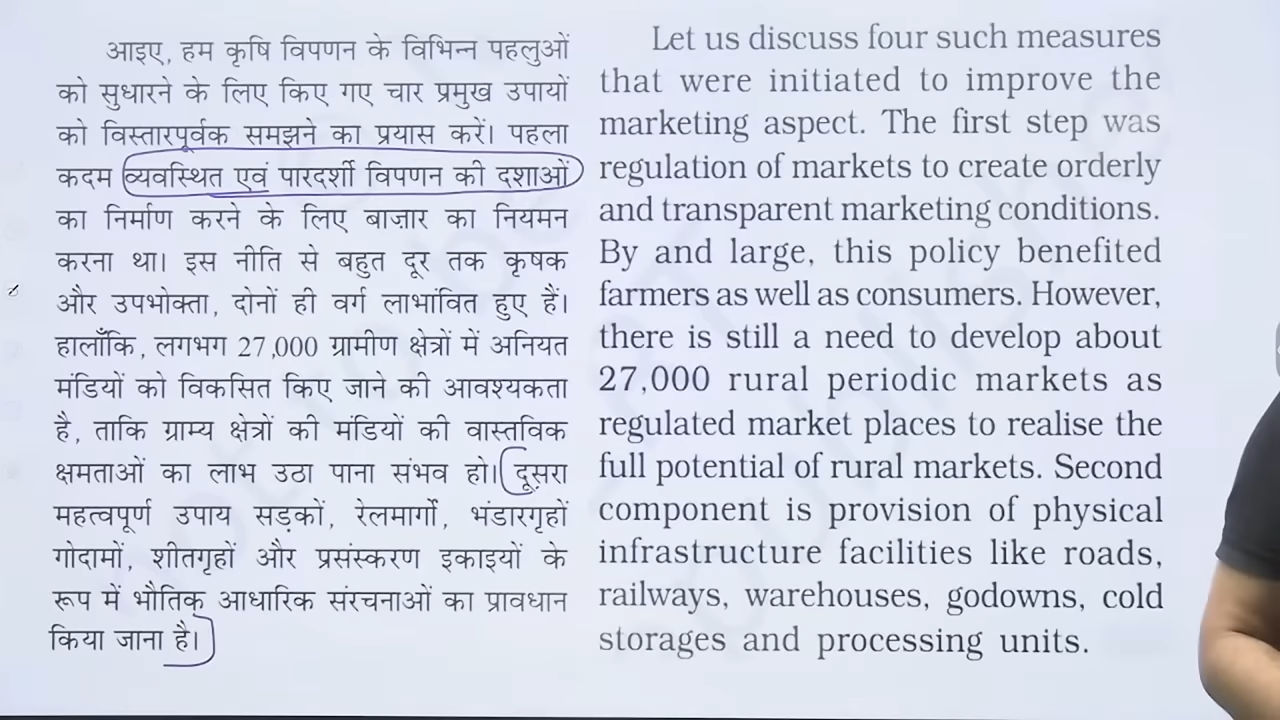 आइए, हम कृषि विपणन के विभिन्न पहलुओं
को सुधारने के लिए किए गए चार प्रमुख उपायों
को विस्तारपूर्वक समझने का प्रयास करें। पहला
कदम व्यवस्थित एवं पारदर्शी विपणन की दशाओं
का निर्माण करने के लिए बाज़ार का नियमन
करना था। इस नीति से बहुत दूर तक कृषक
और उपभोक्ता, दोनों ही वर्ग लाभांवित हुए हैं।
हालाँकि, लगभग 27,000 ग्रामीण क्षेत्रों में अनियत
मंडियों को विकसित किए जाने की आवश्यकता
है, ताकि ग्राम्य क्षेत्रों की मंडियों की वास्तविक
क्षमताओं का लाभ उठा पाना संभव हो। दूसरा
महत्वपूर्ण उपाय सड़कों, रेलमार्गों, भंडारगृहों
गोदामों, शीतगृहों और प्रसंस्करण इकाइयों के
रूप में भौतिक आधारिक संरचनाओं का प्रावधान
किया जाना है।
Let us discuss four such measures
that were initiated to improve the
marketing aspect. The first step was
regulation of markets to create orderly
and transparent marketing conditions.
By and large, this policy benefited
farmers as well as consumers. However,
there is still a need to develop about
27,000 rural periodic markets as
regulated market places to realise the
full potential of rural markets. Second
component is provision of physical
infrastructure facilities like roads,
railways, warehouses, godowns, cold
storages and processing units.